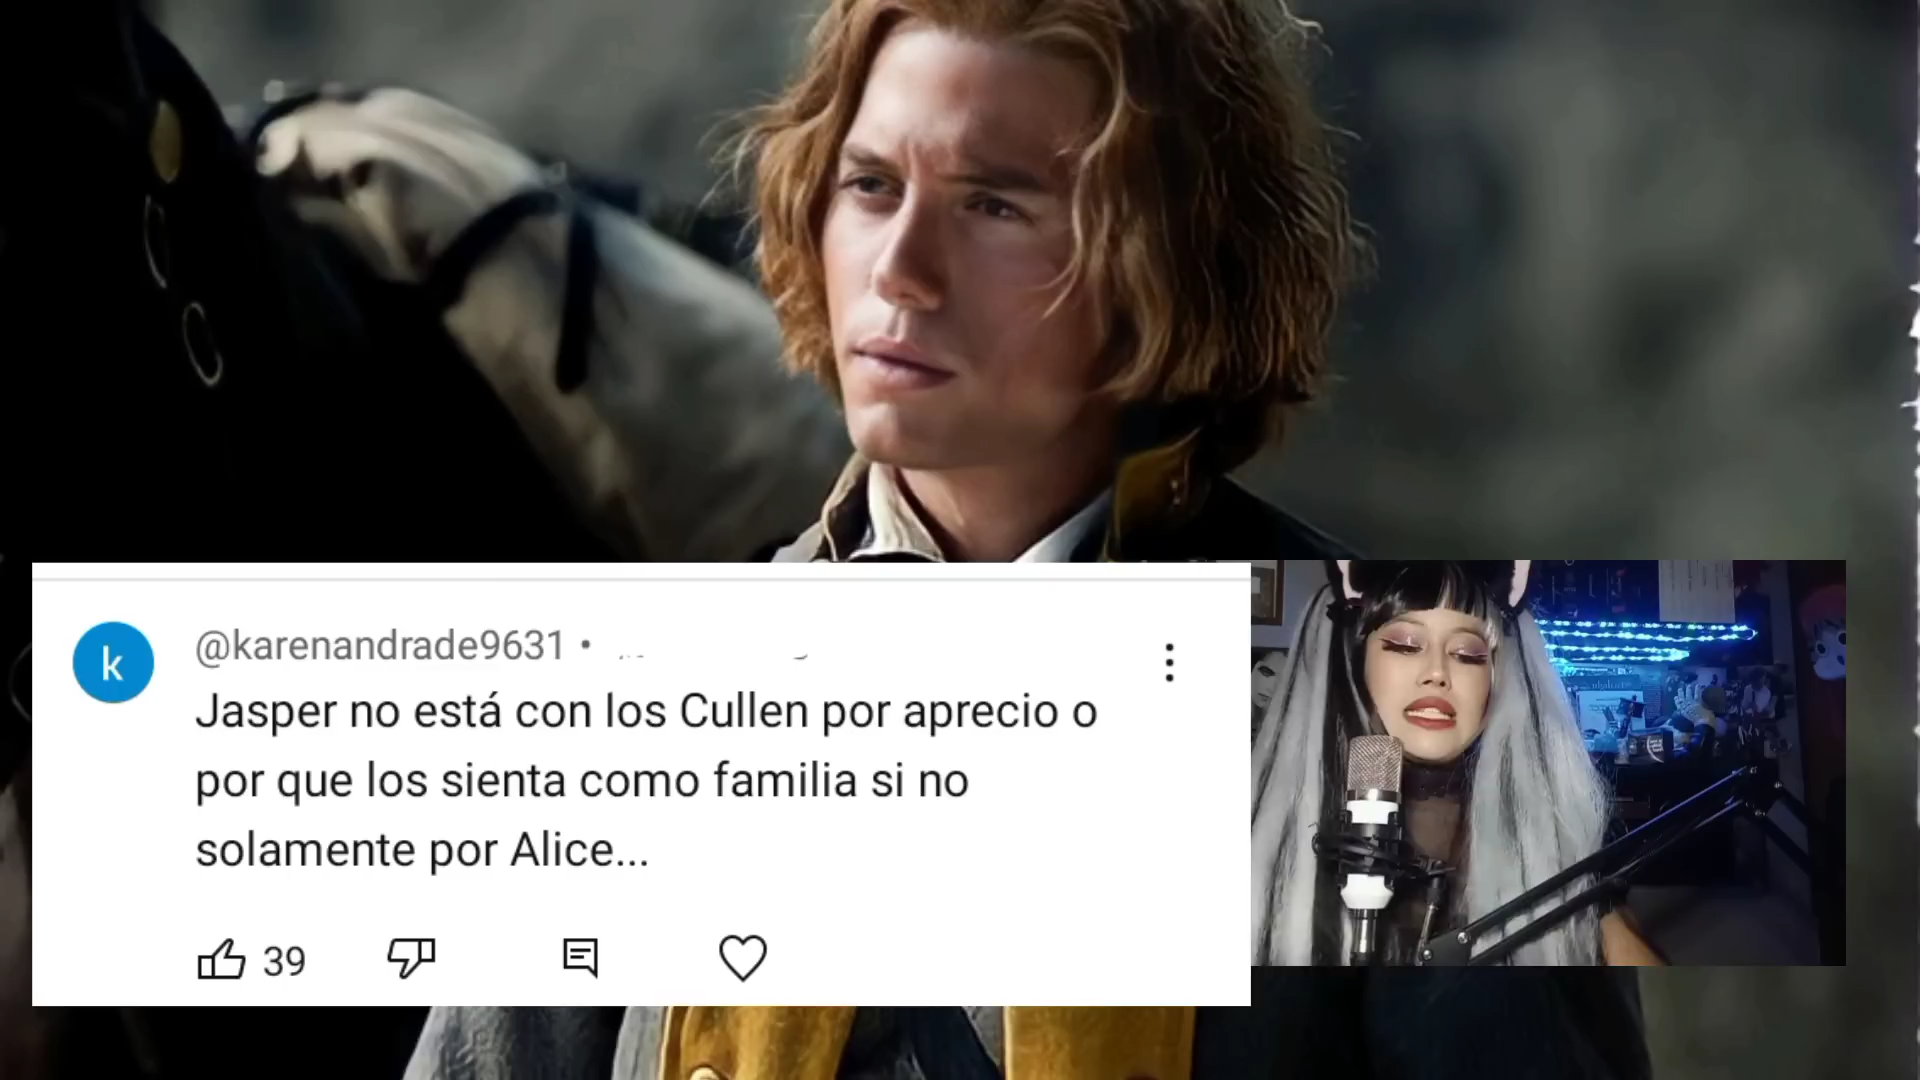 @karenandrade9631 •
Jasper no está con los Cullen por aprecio o
por que los sienta como familia si no
solamente por Alice...
39
k